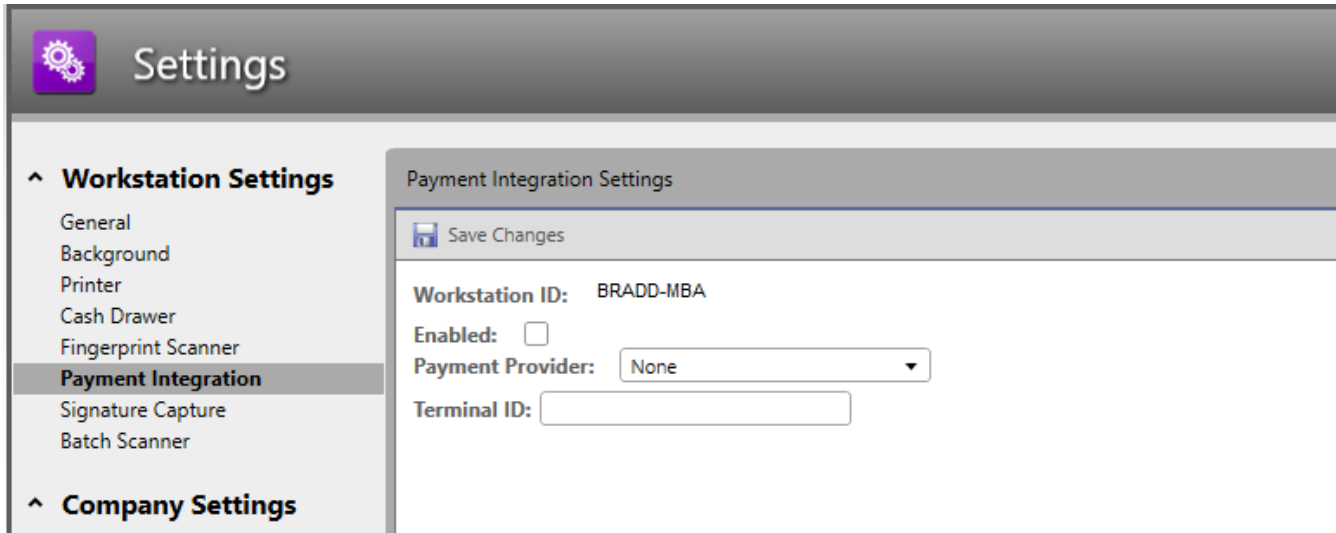 Settings
Workstation Settings
General
Background
Printer
Cash Drawer
Fingerprint Scanner
Payment Integration
Signature Capture
Batch Scanner
Company Settings
Payment Integration Settings
Save Changes
Workstation ID: BRADD-MBA
Enabled:
Payment Provider: None
Terminal ID: